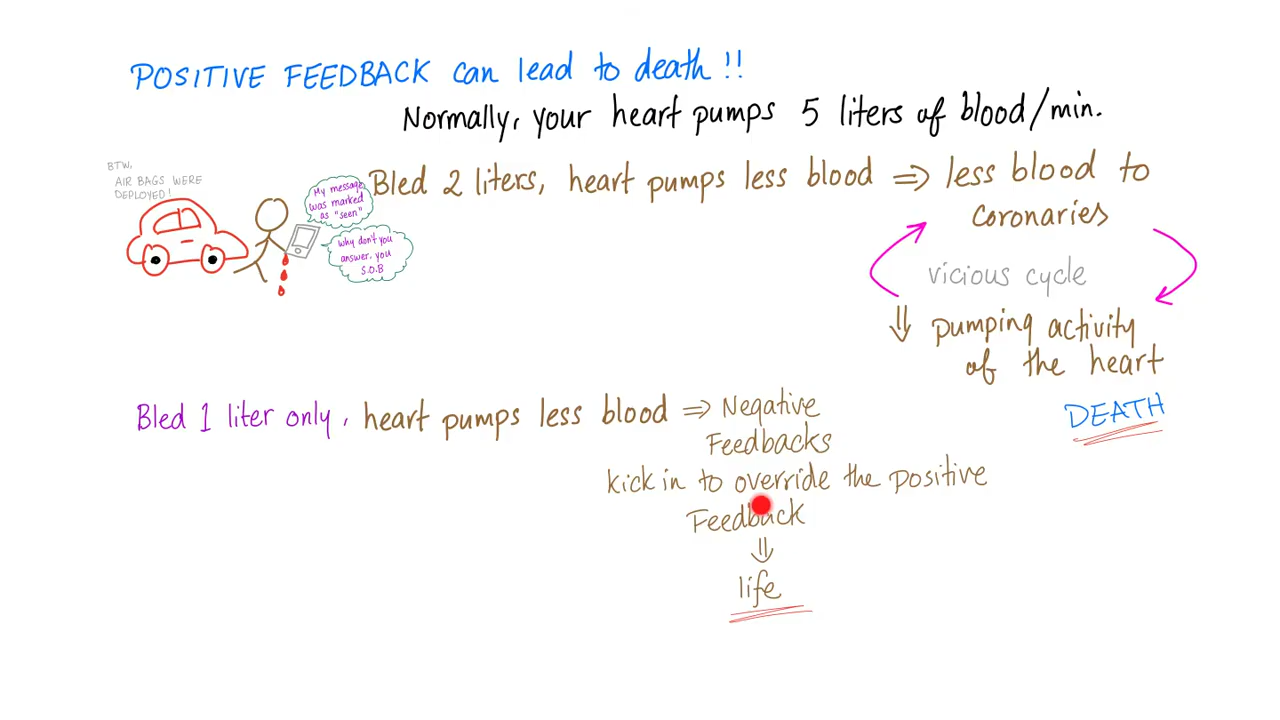 POSITIVE FEEDBACK can lead to death !!
Normally, your heart pumps 5 liters of blood/min.
BTW,
AIR BAGS WERE
DEPLOYED!
My message
was marked
as "seen"
why don't you
answer, you
S.O.B
Bled 2 liters, heart pumps less blood ⇒ less blood to
coronaries
vicious cycle
⇓ pumping activity
of the heart
DEATH
Bled 1 liter only, heart pumps less blood ⇒ Negative
Feedbacks
kick in to override the positive
Feedback
⇓
life